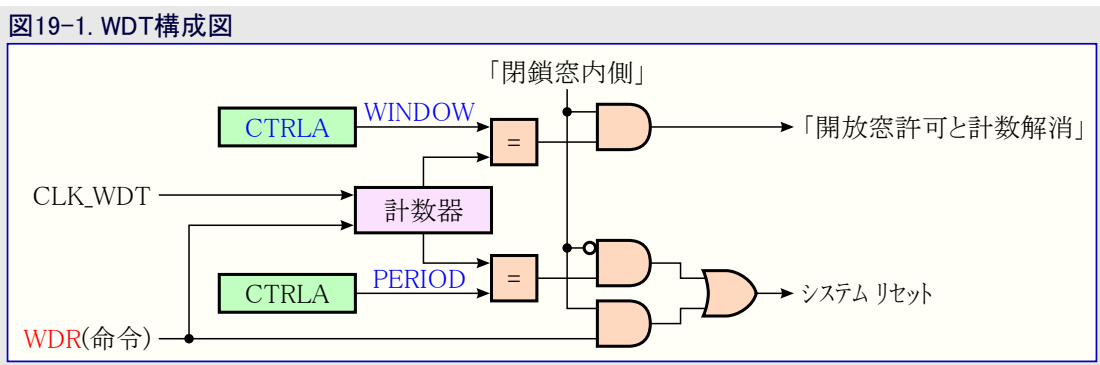 図19-1. WDT構成図
「閉鎖窓内側」
CTRLA
WINDOW
=
「開放窓許可と計数解消」
CLK_WDT
計数器
CTRLA
PERIOD
=
システム リセット
WDR(命令)